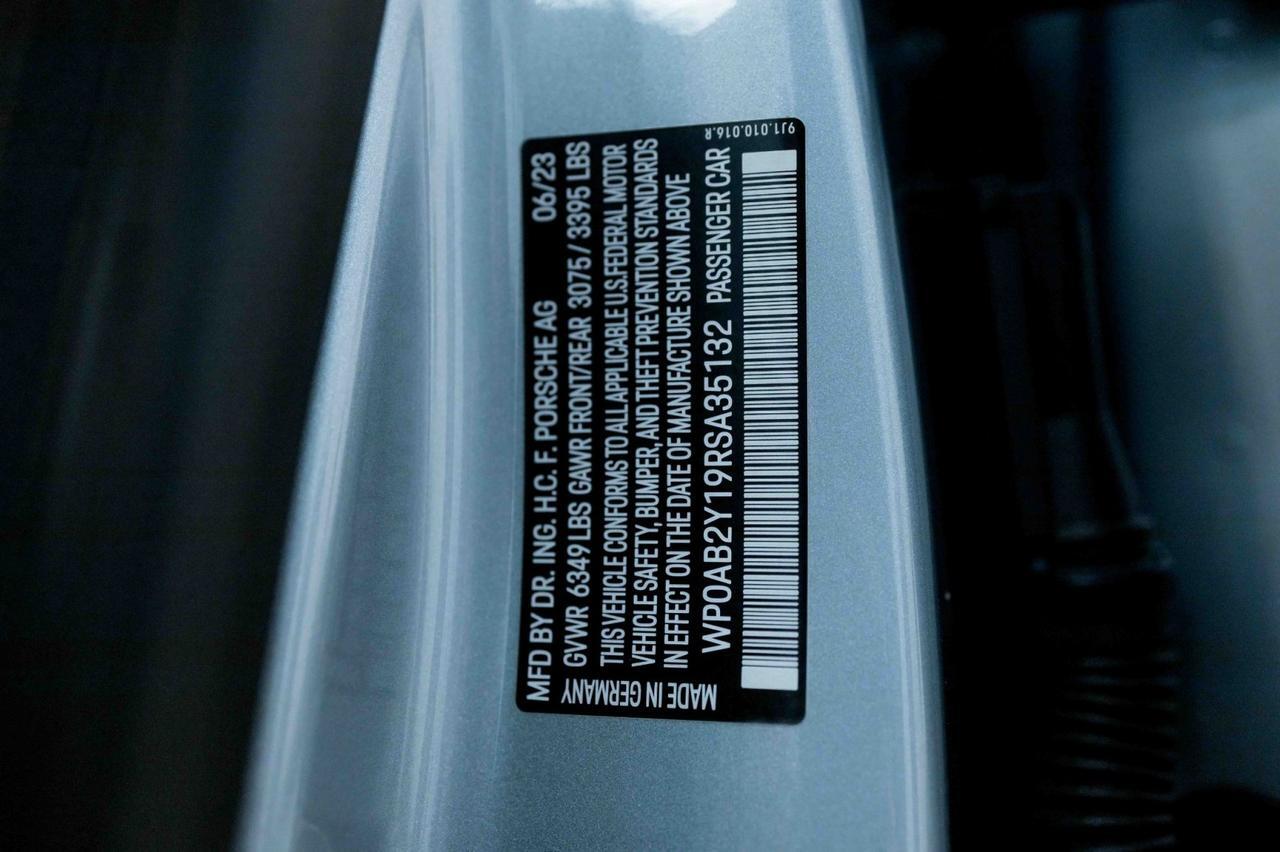 MFD BY DR. ING. H.C. F. PORSCHE AG 06/23
GVWR 6349 LBS GAWR FRONT/REAR 3075 / 3395 LBS
THIS VEHICLE CONFORMS TO ALL APPLICABLE U.S.FEDERAL MOTOR
VEHICLE SAFETY, BUMPER, AND THEFT PREVENTION STANDARDS
IN EFFECT ON THE DATE OF MANUFACTURE SHOWN ABOVE
WP0AB2Y19RSA35132 PASSENGER CAR
MADE IN GERMANY
9J1.010.016.R